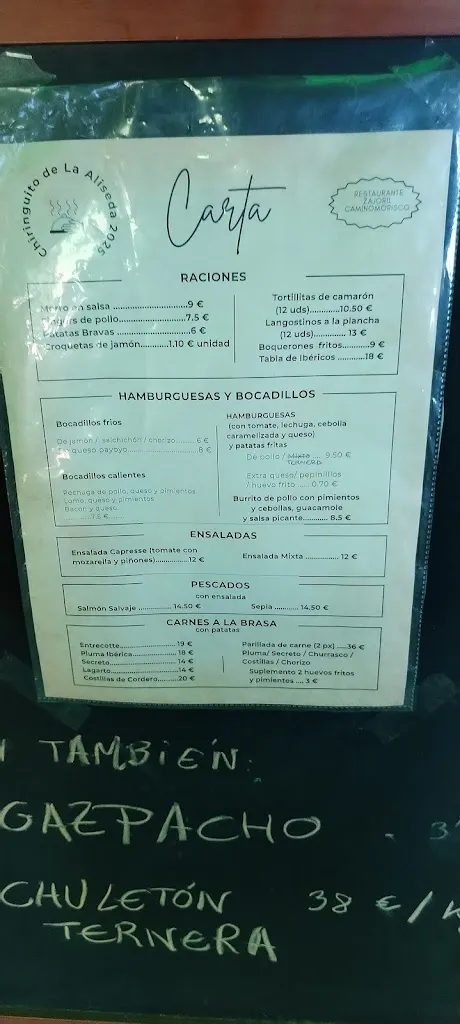 Chiringuito de La Aliseda 2025
Carta
RESTAURANTE
ZAJORIL
CAMINOMORISCO
RACIONES
Morro en salsa ............................9 €
de pollo........................7.5 €
Patatas Bravas .....................6 €
Croquetas de jamón..........1.10 € unidad
Tortillitas de camarón
(12 uds)............10.50 €
Langostinos a la plancha
(12 uds)............ 13 €
Boquerones fritos..........9 €
Tabla de Ibéricos ...........18 €
HAMBURGUESAS Y BOCADILLOS
Bocadillos frios
De jamón / salchichón / chorizo.......... 6 €
queso payoyo.................... 8 €
Bocadillos calientes
Pechuga de pollo, queso y pimientos
Lomo, queso y pimientos
Bacon y queso
HAMBURGUESAS
(con tomate, lechuga, cebolla
caramelizada y queso)
y patatas fritas
De pollo / Mixta .... 9.50 €
TERNERA
Extra queso/ pepinillos
/ huevo frito ..... 0.70 €
Burrito de pollo con pimientos
y cebollas, guacamole
y salsa picante............ 8.5 €
ENSALADAS
Ensalada Capresse (tomate con
mozarella y piñones)...............12 €
Ensalada Mixta ...........12 €
PESCADOS
con ensalada
Salmón Salvaje ............ 14,50 €
Sepia ......... 14,50 €
CARNES A LA BRASA
con patatas
Entrecotte........................19 €
Pluma Ibérica...................18 €
Secreto............................14 €
Lagarto............................14 €
Costillas de Cordero.........20 €
Parillada de carne (2 px) ....36 €
Pluma/ Secreto / Churrasco /
Costillas / Chorizo
Suplemento 2 huevos fritos
y pimientos .... 3 €
TAMBIÉN:
GAZPACHO - 3
CHULETÓN 38 € /
TERNERA